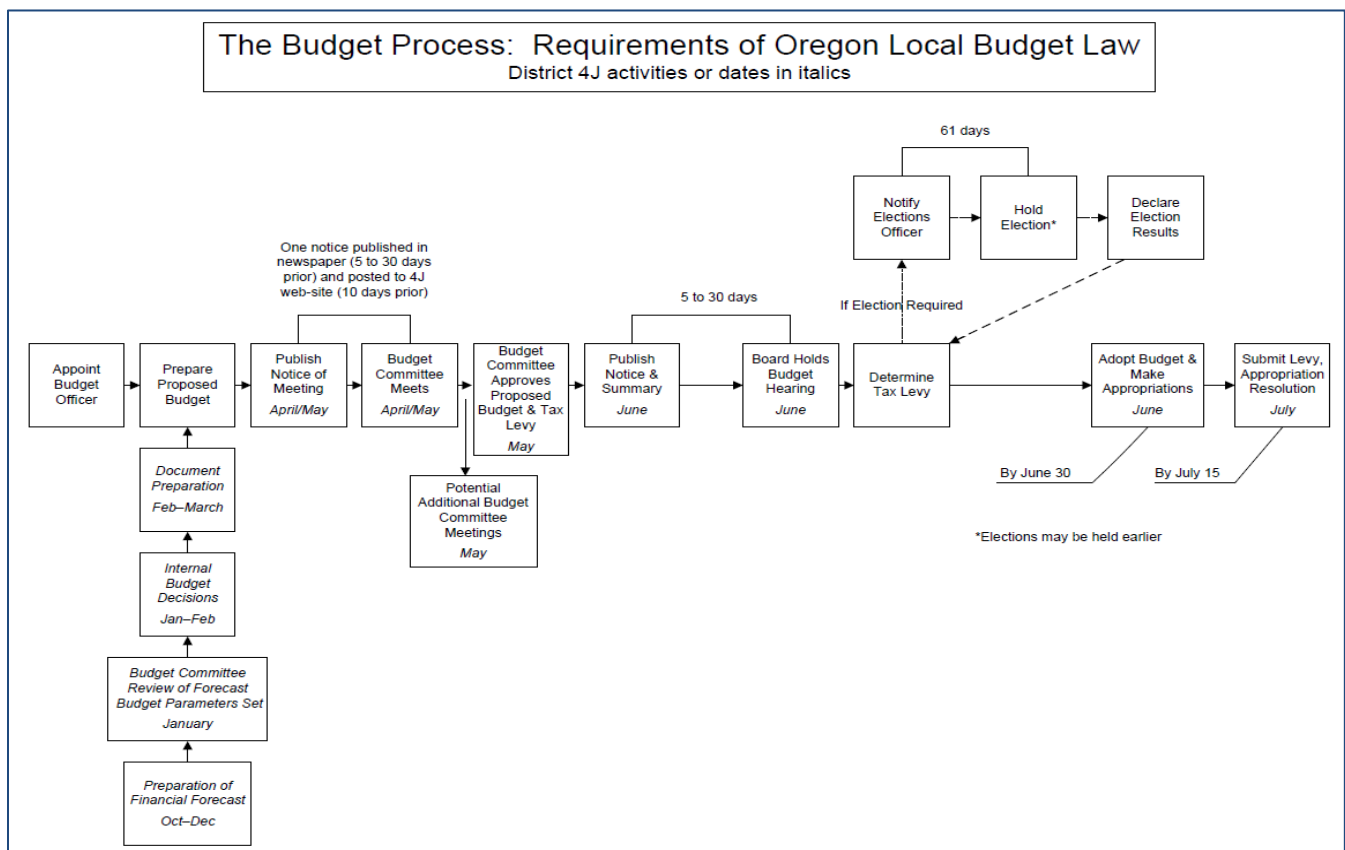 The Budget Process:  Requirements of Oregon Local Budget Law
District 4J activities or dates in italics
61 days
Notify
Elections
Officer
Hold
Election*
Declare
Election
Results
One notice published in
newspaper (5 to 30 days
prior) and posted to 4J
web-site (10 days prior)
5 to 30 days
If Election Required
Appoint
Budget
Officer
Prepare
Proposed
Budget
Publish
Notice of
Meeting
April/May
Budget
Committee
Meets
April/May
Budget
Committee
Approves
Proposed
Budget & Tax
Levy
May
Publish
Notice &
Summary
June
Board Holds
Budget
Hearing
June
Determine
Tax Levy
Adopt Budget &
Make
Appropriations
June
Submit Levy,
Appropriation
Resolution
July
By June 30
By July 15
Document
Preparation
Feb–March
Potential
Additional Budget
Committee
Meetings
May
*Elections may be held earlier
Internal
Budget
Decisions
Jan–Feb
Budget Committee
Review of Forecast
Budget Parameters Set
January
Preparation of
Financial Forecast
Oct–Dec